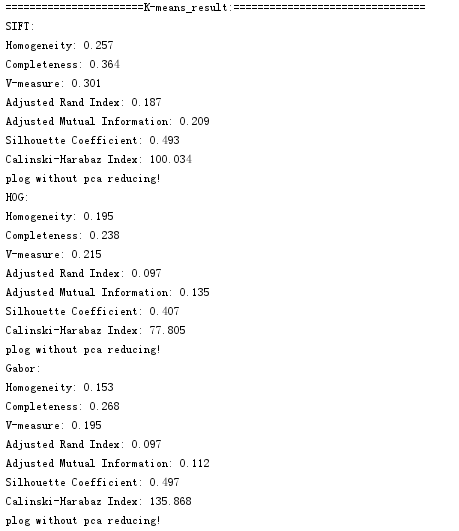 =======================K-means_result:================================
SIFT:
Homogeneity: 0.257
Completeness: 0.364
V-measure: 0.301
Adjusted Rand Index: 0.187
Adjusted Mutual Information: 0.209
Silhouette Coefficient: 0.493
Calinski-Harabaz Index: 100.034
plog without pca reducing!
HOG:
Homogeneity: 0.195
Completeness: 0.238
V-measure: 0.215
Adjusted Rand Index: 0.097
Adjusted Mutual Information: 0.135
Silhouette Coefficient: 0.407
Calinski-Harabaz Index: 77.805
plog without pca reducing!
Gabor:
Homogeneity: 0.153
Completeness: 0.268
V-measure: 0.195
Adjusted Rand Index: 0.097
Adjusted Mutual Information: 0.112
Silhouette Coefficient: 0.497
Calinski-Harabaz Index: 135.868
plog without pca reducing!